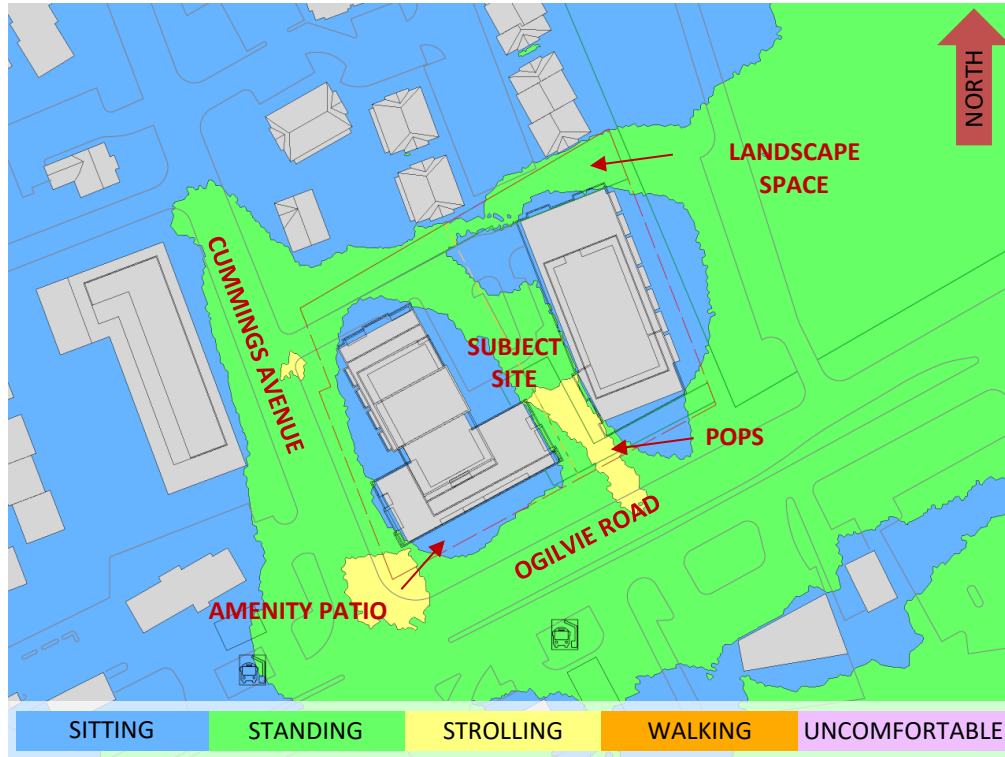 NORTH
LANDSCAPE
SPACE
CUMMINGS AVENUE
SUBJECT
SITE
POPS
OGILVIE ROAD
AMENITY PATIO
SITTING
STANDING
STROLLING
WALKING
UNCOMFORTABLE